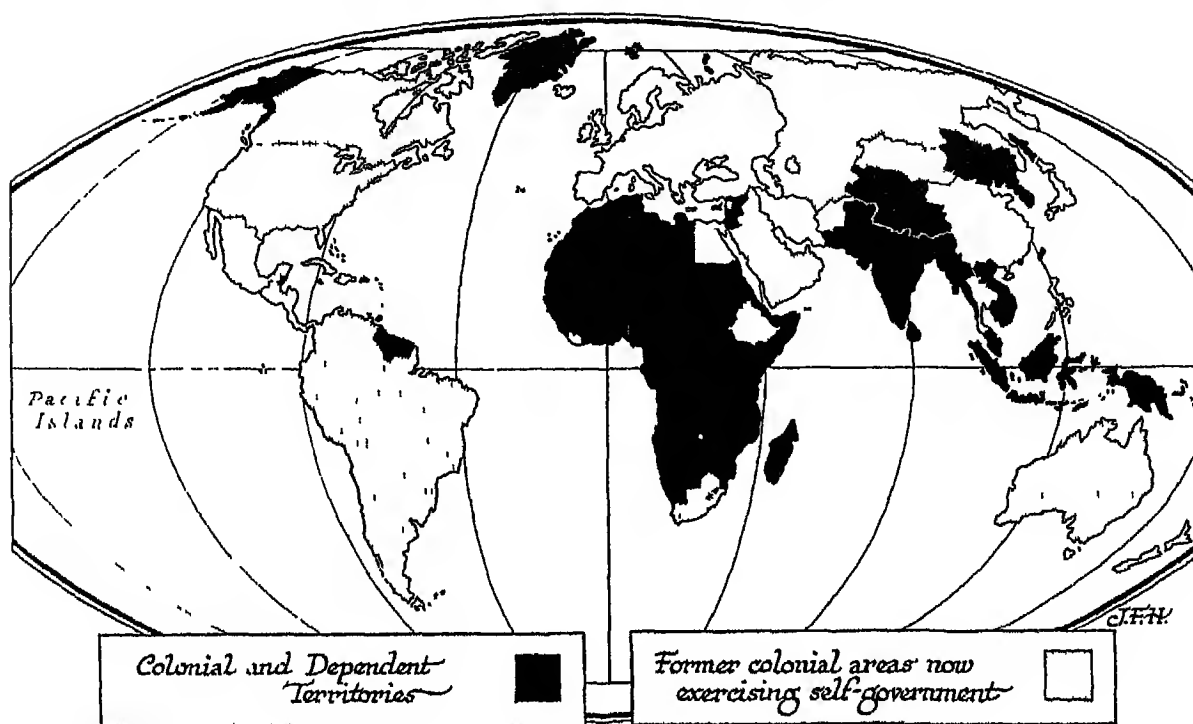 Pacific
Islands
J.F.H.
Colonial and Dependent
Territories
Former colonial areas now
exercising self-government